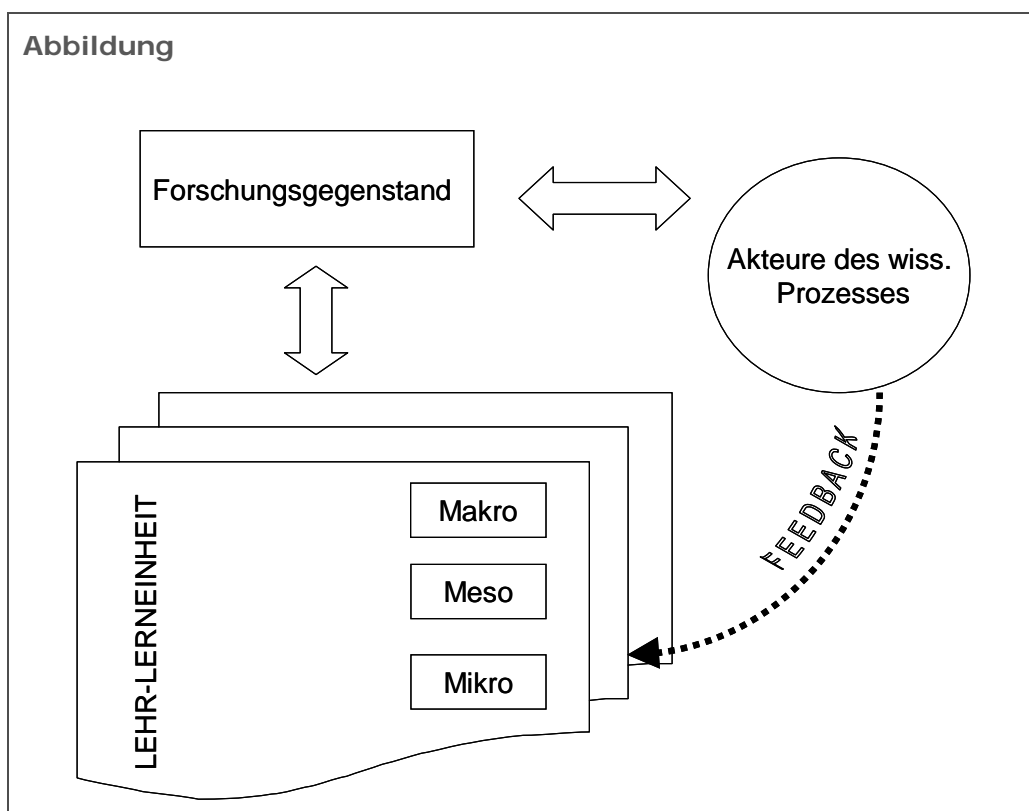 Abbildung
Forschungsgegenstand
Akteure des wiss.
Prozesses
FEEDBACK
LEHR-LERNEINHEIT
Makro
Meso
Mikro